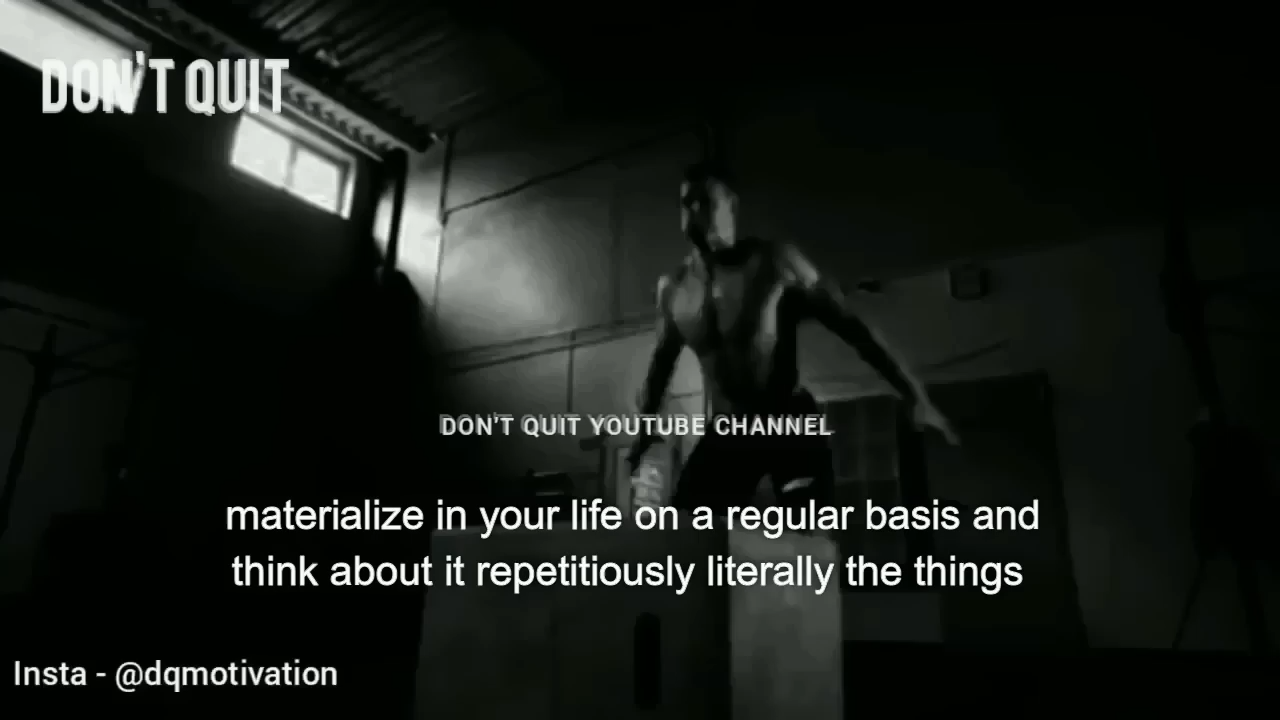 DON'T QUIT
DON'T QUIT YOUTUBE CHANNEL
materialize in your life on a regular basis and
think about it repetitiously literally the things
Insta - @dqmotivation